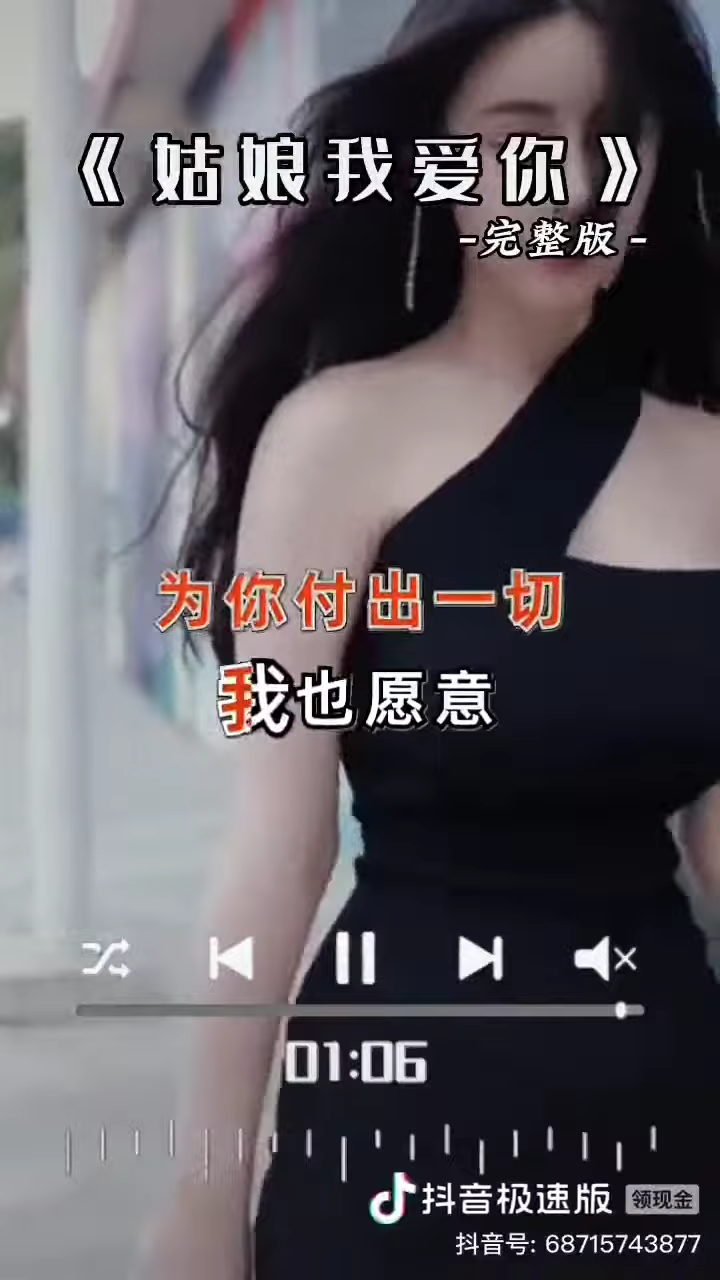 《姑娘我爱你》
-完整版-
为你付出一切
我也愿意
01:06
抖音极速版 领现金
抖音号: 68715743877